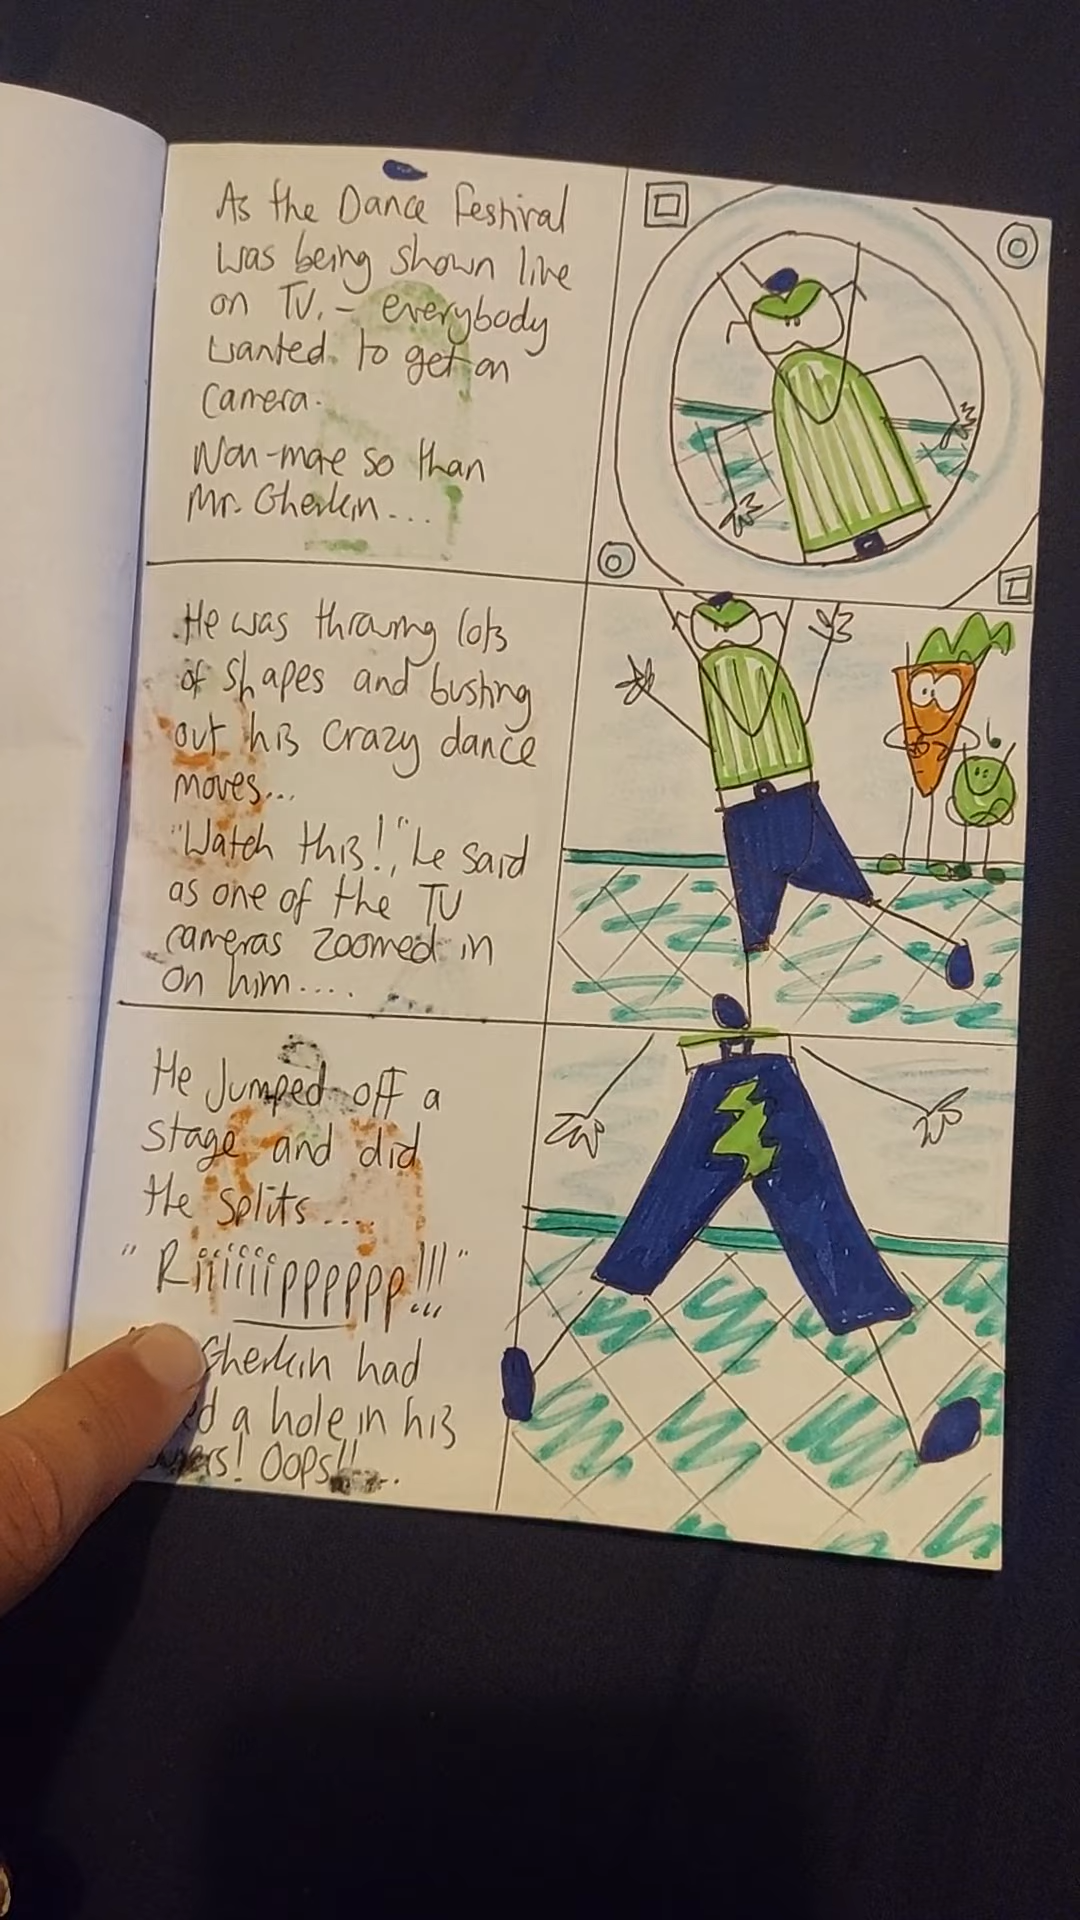 As the Dance Festival
was being shown live
on TV. - everybody
wanted to get on
camera.
Non-more so than
Mr. Gherkin...
He was throwing lots
of shapes and busting
out his crazy dance
moves...
"Watch this!," he said
as one of the TV
cameras zoomed in
on him....
He jumped off a
stage and did
the splits....
"Riiiiiiipppppp!!!"
Gherkin had
a hole in his
Oops!!...